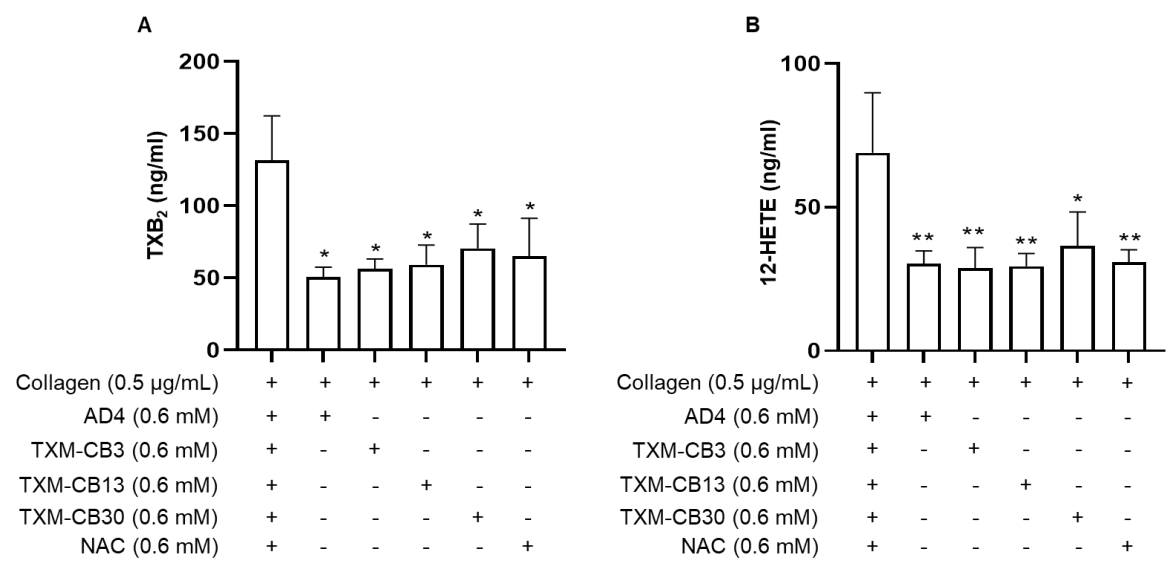 A
200
150
100
50
0
TXB₂ (ng/ml)
* * * * *
Collagen (0.5 µg/mL) + + + + + +
AD4 (0.6 mM) + + - - - -
TXM-CB3 (0.6 mM) + - + - - -
TXM-CB13 (0.6 mM) + - - + - -
TXM-CB30 (0.6 mM) + - - - + -
NAC (0.6 mM) + - - - - +
B
100
50
0
12-HETE (ng/ml)
** ** ** * **
Collagen (0.5 µg/mL) + + + + + +
AD4 (0.6 mM) + + - - - -
TXM-CB3 (0.6 mM) + - + - - -
TXM-CB13 (0.6 mM) + - - + - -
TXM-CB30 (0.6 mM) + - - - + -
NAC (0.6 mM) + - - - - +